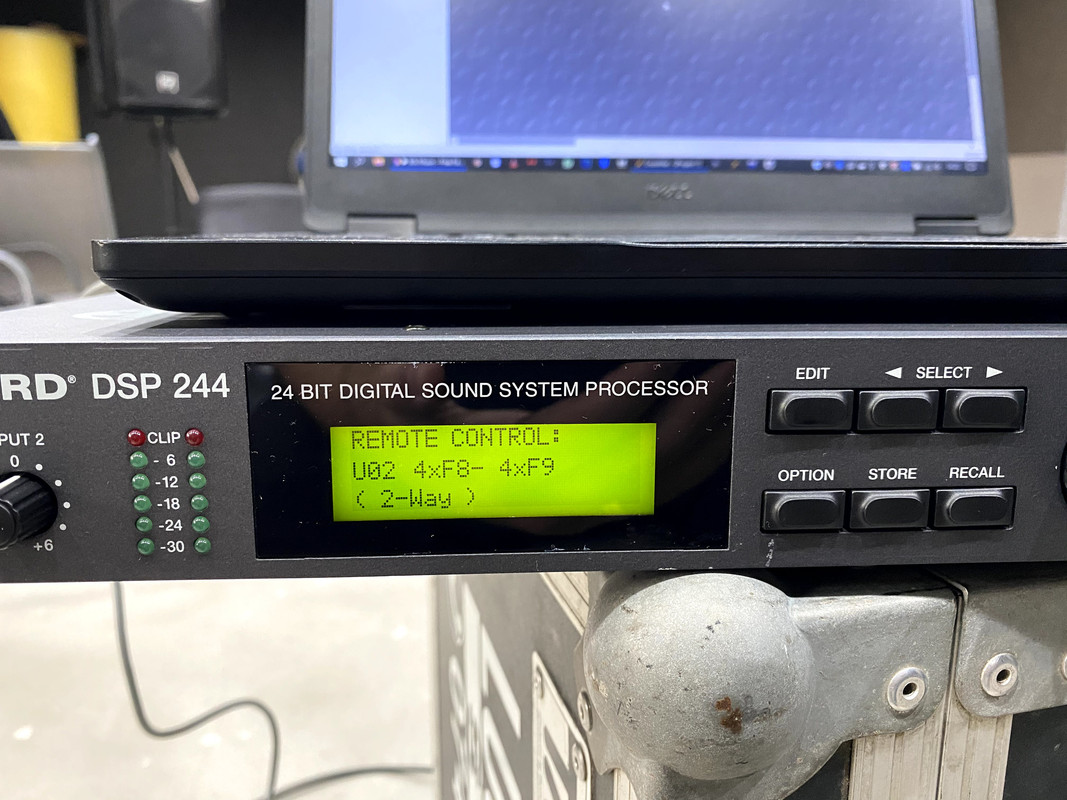 DELL
RD® DSP 244
24 BIT DIGITAL SOUND SYSTEM PROCESSOR
REMOTE CONTROL:
U02 4xF8- 4xF9
( 2-Way )
PUT 2
0
+6
CLIP
- 6
-12
-18
-24
-30
EDIT
◄ SELECT ►
OPTION
STORE
RECALL